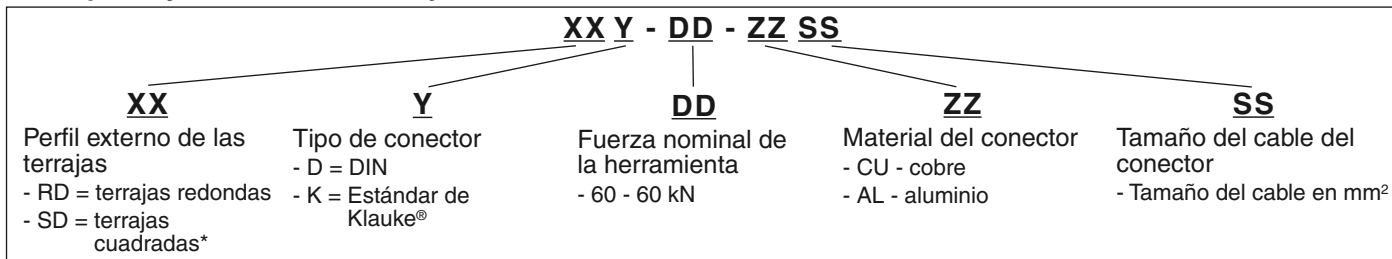 XX Y - DD - ZZ SS
XX
Perfil externo de las
terrajas
- RD = terrajas redondas
- SD = terrajas
cuadradas*
Y
Tipo de conector
- D = DIN
- K = Estándar de
Klauke®
DD
Fuerza nominal de
la herramienta
- 60 - 60 kN
ZZ
Material del conector
- CU - cobre
- AL - aluminio
SS
Tamaño del cable del
conector
- Tamaño del cable en mm²